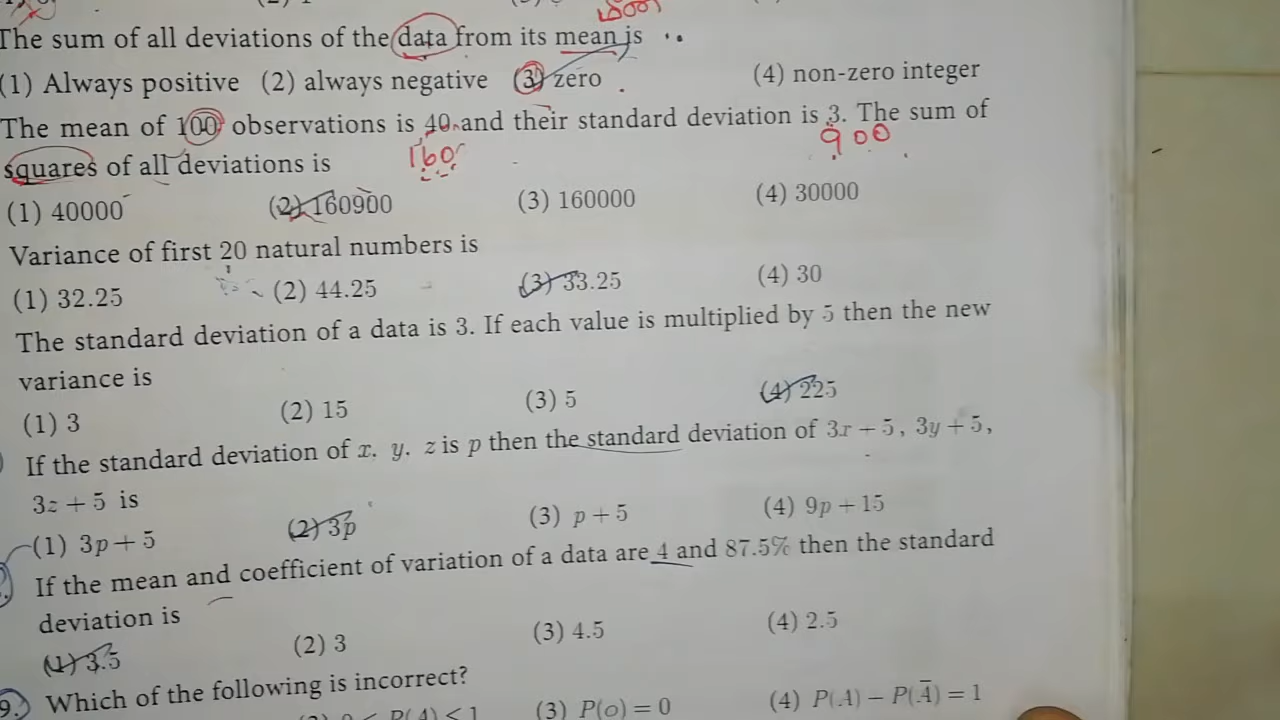 The sum of all deviations of the data from its mean is
(1) Always positive (2) always negative (3) zero (4) non-zero integer
The mean of 100 observations is 40 and their standard deviation is 3. The sum of
squares of all deviations is
160 900
(1) 40000 (2) 160900 (3) 160000 (4) 30000
Variance of first 20 natural numbers is
(1) 32.25 (2) 44.25 (3) 33.25 (4) 30
The standard deviation of a data is 3. If each value is multiplied by 5 then the new
variance is
(1) 3 (2) 15 (3) 5 (4) 225
If the standard deviation of x, y, z is p then the standard deviation of 3x + 5, 3y + 5,
3z + 5 is
(1) 3p + 5 (2) 3p (3) p + 5 (4) 9p + 15
If the mean and coefficient of variation of a data are 4 and 87.5% then the standard
deviation is
(1) 3.5 (2) 3 (3) 4.5 (4) 2.5
9. Which of the following is incorrect?
(3) P(o) = 0 (4) P(A) − P(A̅) = 1